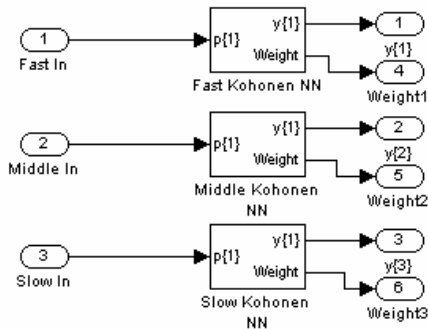 1
Fast In
p{1}
y{1}
Weight
Fast Kohonen NN
1
y{1}
4
Weight1
2
Middle In
p{1}
y{1}
Weight
Middle Kohonen
NN
2
y{2}
5
Weight2
3
Slow In
p{1}
y{1}
Weight
Slow Kohonen
NN
3
y{3}
6
Weight3